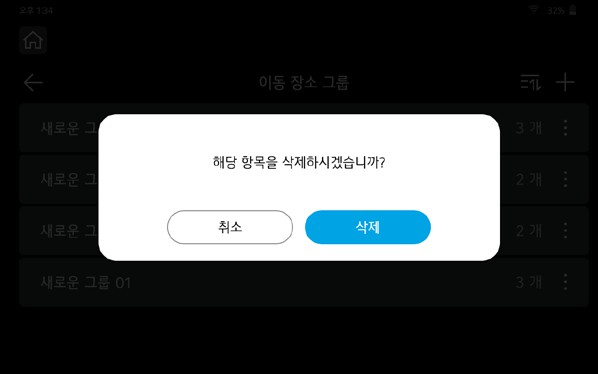 오후 1:34
32%
이동 장소 그룹
새로운 그
3 개
새로운 그
2 개
새로운 그
2 개
새로운 그룹 01
3 개
해당 항목을 삭제하시겠습니까?
취소
삭제